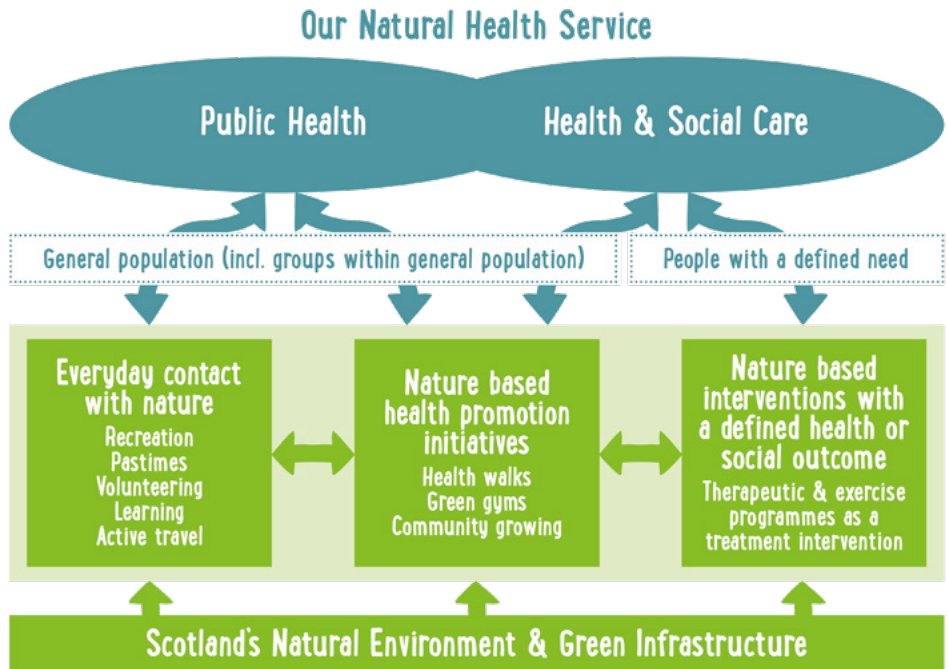 Our Natural Health Service
Public Health
Health & Social Care
General population (incl. groups within general population)
People with a defined need
Everyday contact
with nature
Recreation
Pastimes
Volunteering
Learning
Active travel
Nature based
health promotion
initiatives
Health walks
Green gyms
Community growing
Nature based
interventions with
a defined health or
social outcome
Therapeutic & exercise
programmes as a
treatment intervention
Scotland's Natural Environment & Green Infrastructure